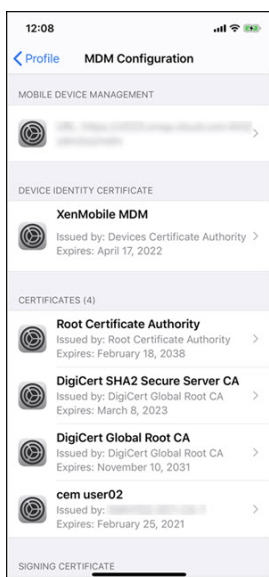 12:08
Profile
MDM Configuration
MOBILE DEVICE MANAGEMENT
DEVICE IDENTITY CERTIFICATE
XenMobile MDM
Issued by: Devices Certificate Authority
Expires: April 17, 2022
CERTIFICATES (4)
Root Certificate Authority
Issued by: Root Certificate Authority
Expires: February 18, 2038
DigiCert SHA2 Secure Server CA
Issued by: DigiCert Global Root CA
Expires: March 8, 2023
DigiCert Global Root CA
Issued by: DigiCert Global Root CA
Expires: November 10, 2031
cem user02
Issued by:
Expires: February 25, 2021
SIGNING CERTIFICATE